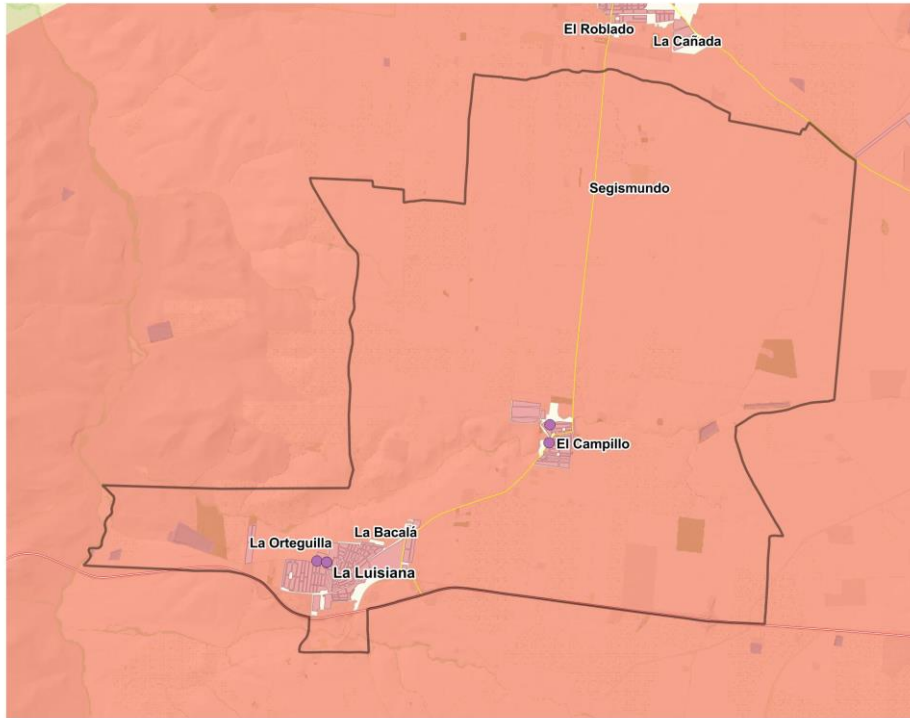 El Roblado
La Cañada
Segismundo
El Campillo
La Bacalá
La Orteguilla
La Luisiana